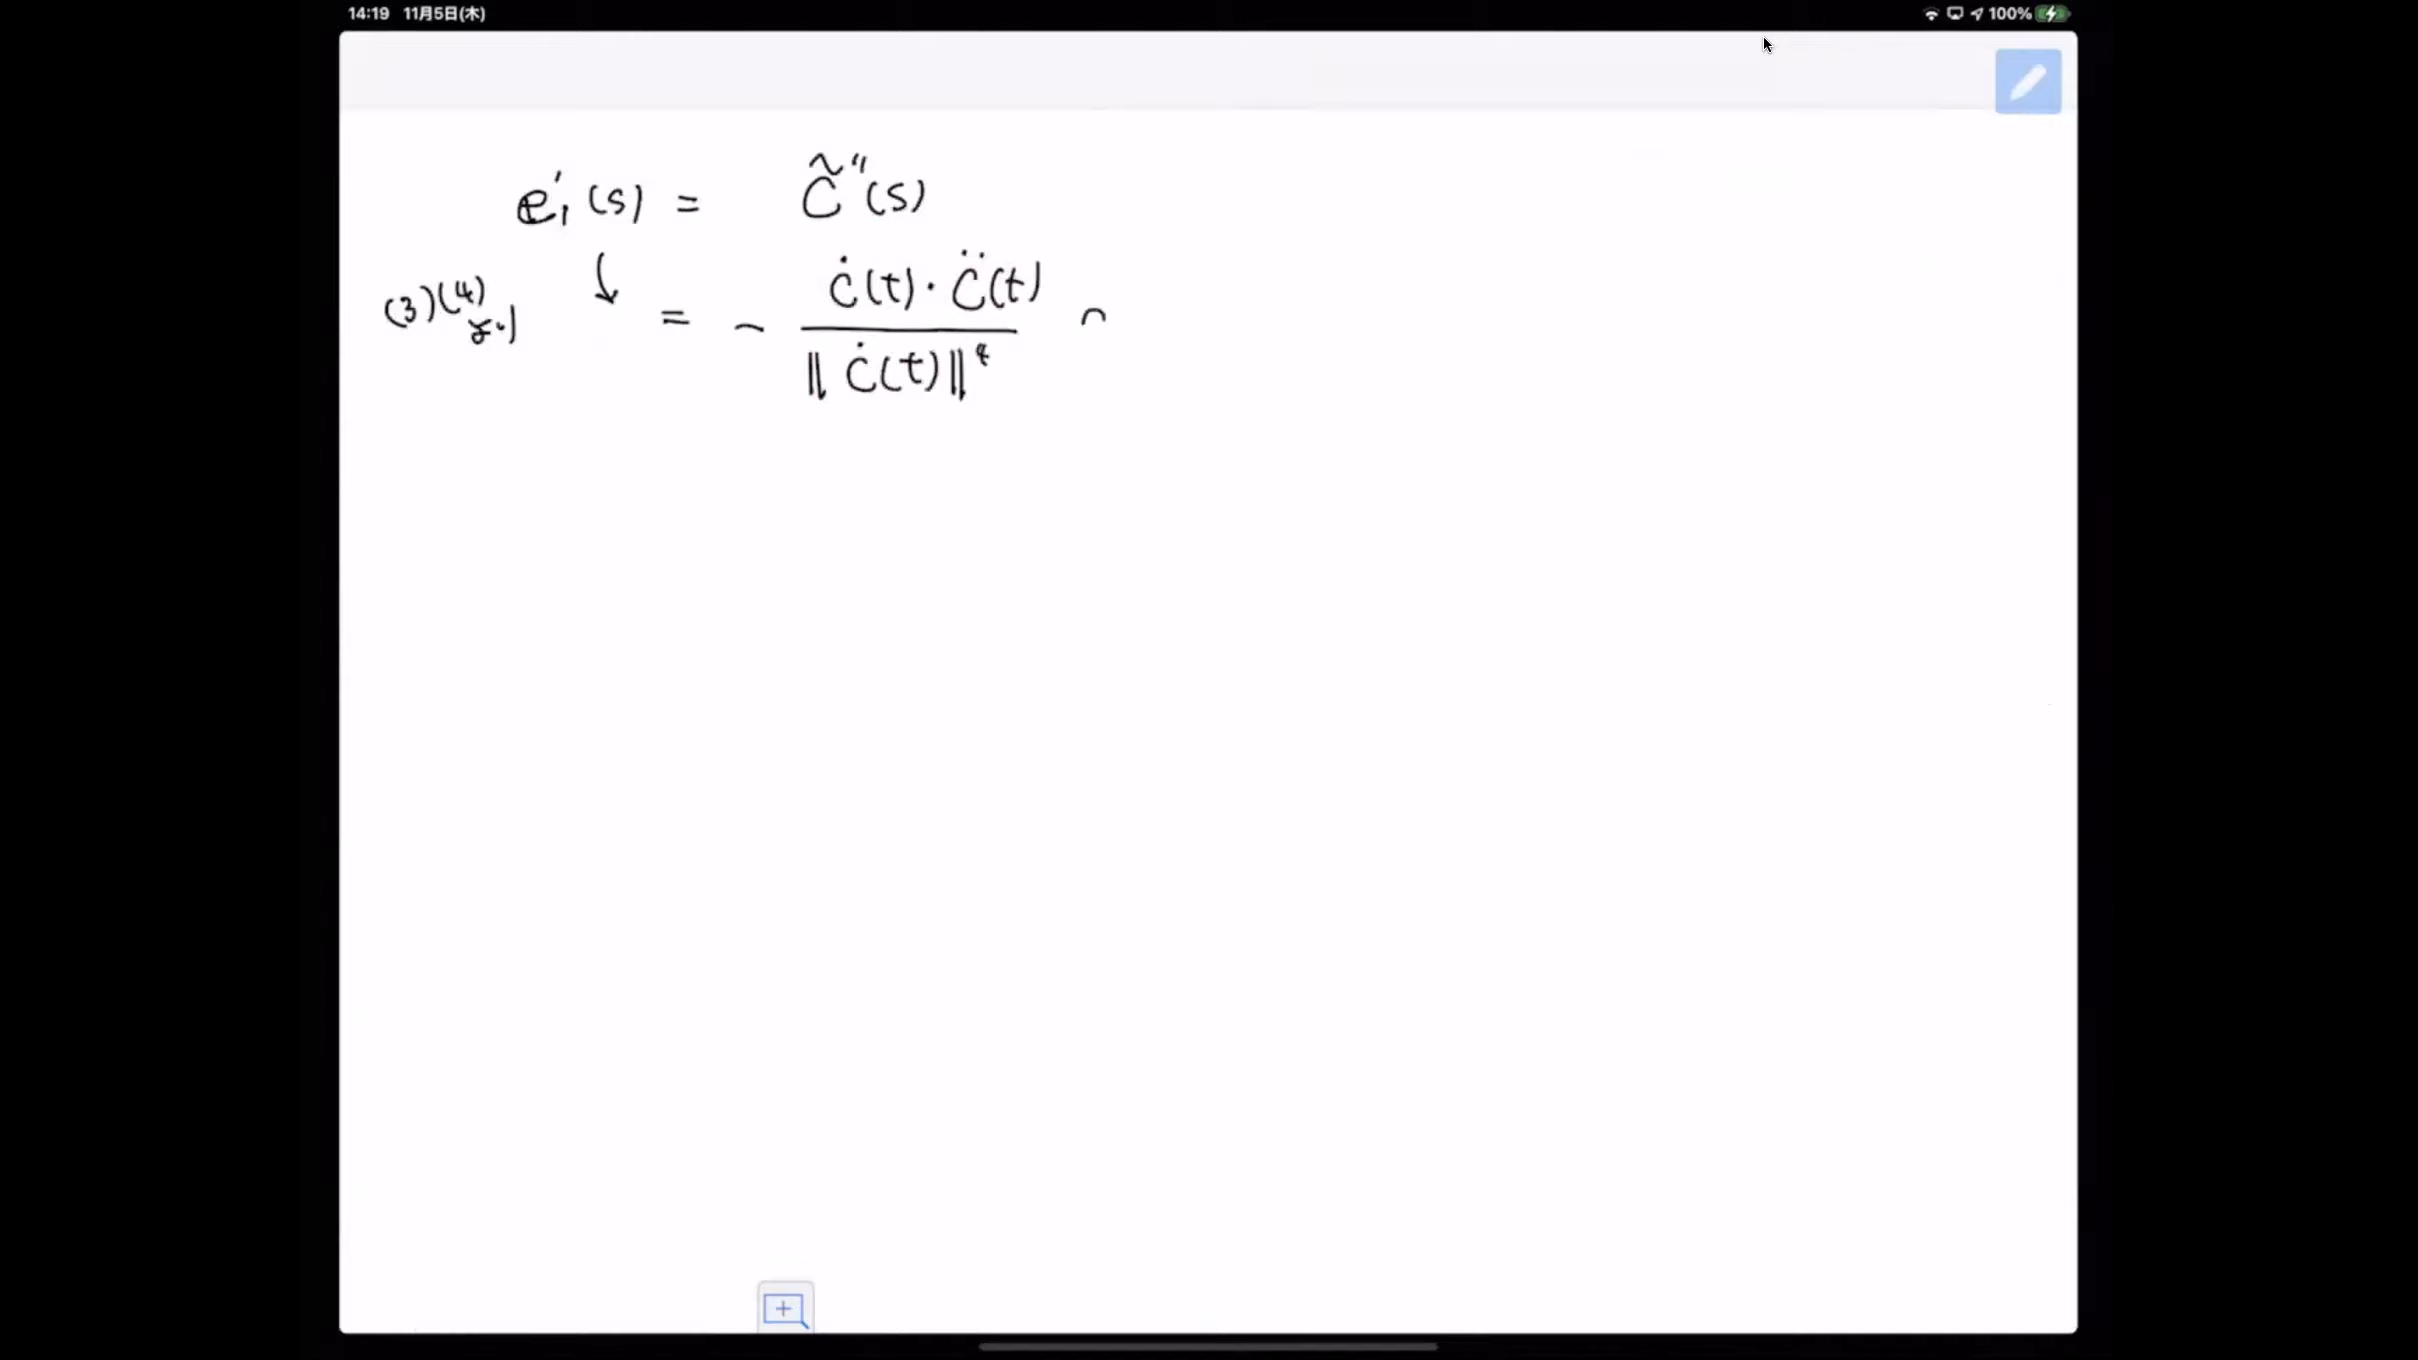 14:19 11月5日(木) 100%
e₁′(s) = C̃″(s)
(3)(4)より ↓ = - (ċ(t)・c̈(t)) / ‖ċ(t)‖⁴